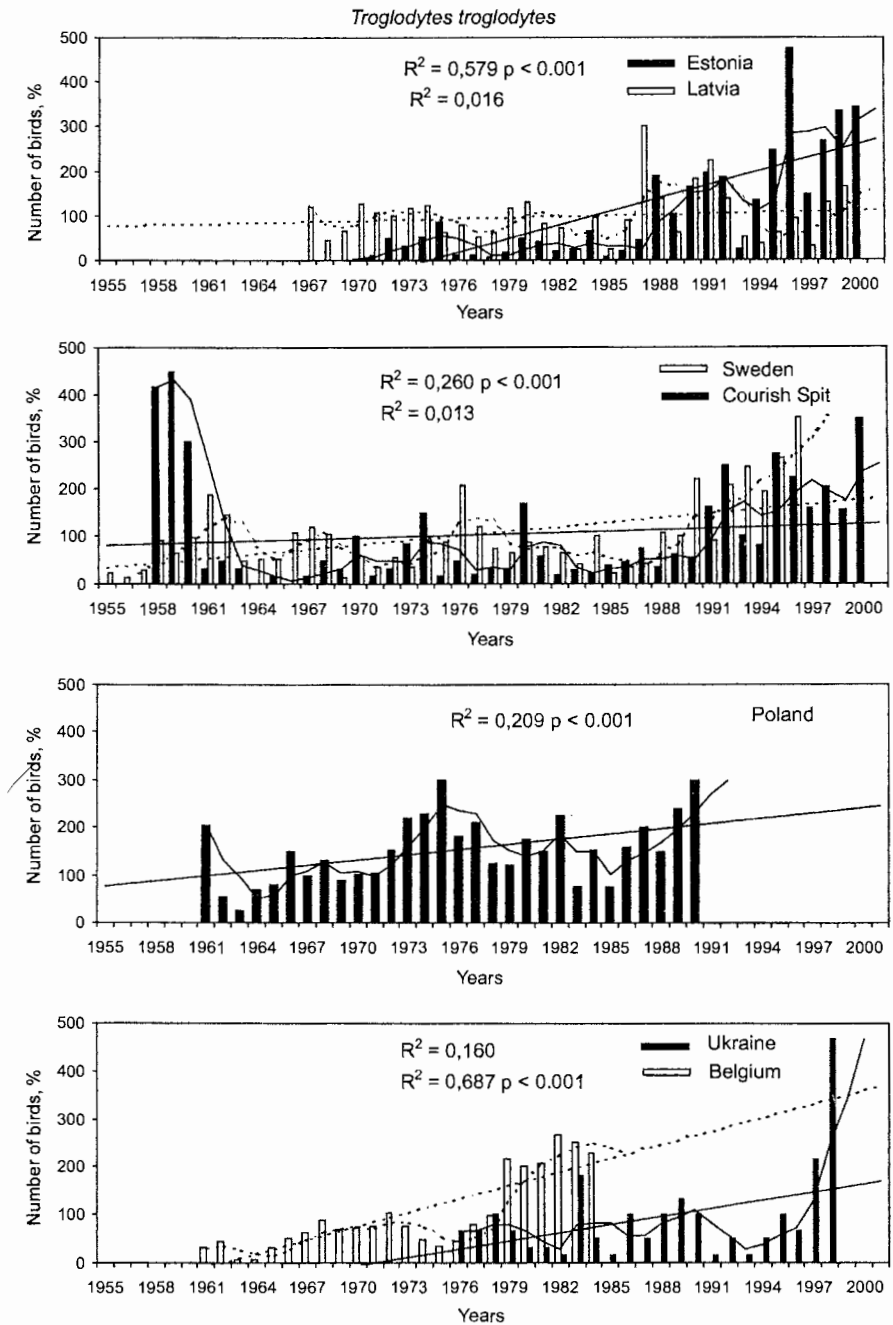 Troglodytes troglodytes
500
400
300
200
100
0
Number of birds, %
R² = 0,579 p < 0.001
R² = 0,016
Estonia
Latvia
1955 1958 1961 1964 1967 1970 1973 1976 1979 1982 1985 1988 1991 1994 1997 2000
Years
500
400
300
200
100
0
Number of birds, %
R² = 0,260 p < 0.001
R² = 0,013
Sweden
Courish Spit
1955 1958 1961 1964 1967 1970 1973 1976 1979 1982 1985 1988 1991 1994 1997 2000
Years
500
400
300
200
100
0
Number of birds, %
R² = 0,209 p < 0.001
Poland
1955 1958 1961 1964 1967 1970 1973 1976 1979 1982 1985 1988 1991 1994 1997 2000
Years
500
400
300
200
100
0
Number of birds, %
R² = 0,160
R² = 0,687 p < 0.001
Ukraine
Belgium
1955 1958 1961 1964 1967 1970 1973 1976 1979 1982 1985 1988 1991 1994 1997 2000
Years